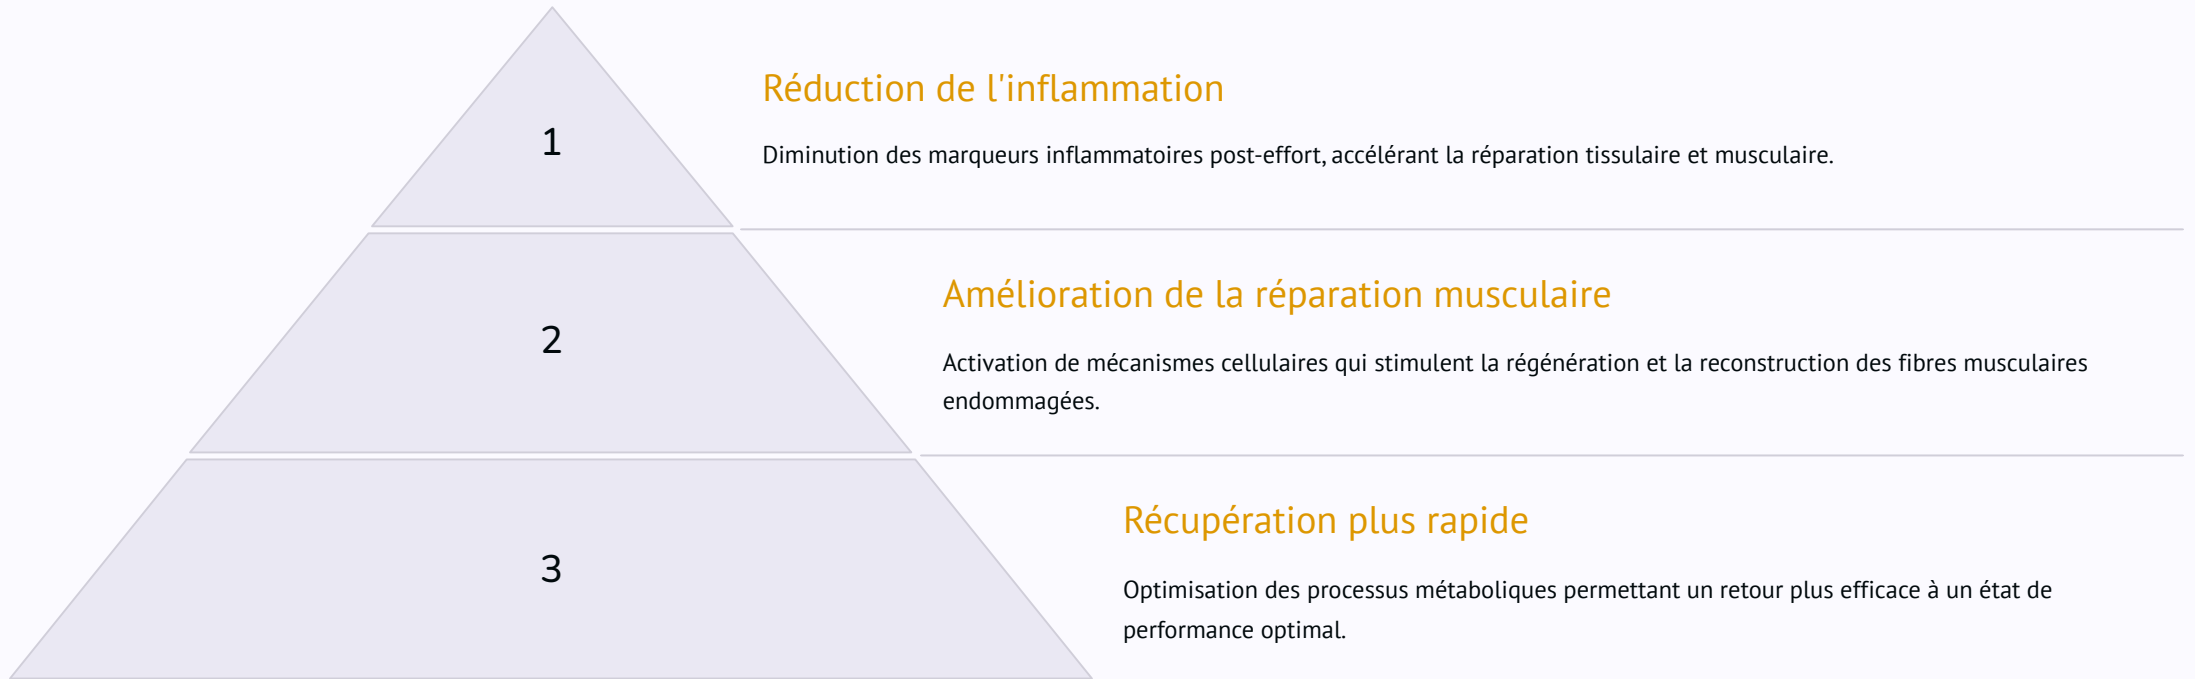 1
Réduction de l'inflammation
Diminution des marqueurs inflammatoires post-effort, accélérant la réparation tissulaire et musculaire.
2
Amélioration de la réparation musculaire
Activation de mécanismes cellulaires qui stimulent la régénération et la reconstruction des fibres musculaires
endommagées.
3
Récupération plus rapide
Optimisation des processus métaboliques permettant un retour plus efficace à un état de
performance optimal.